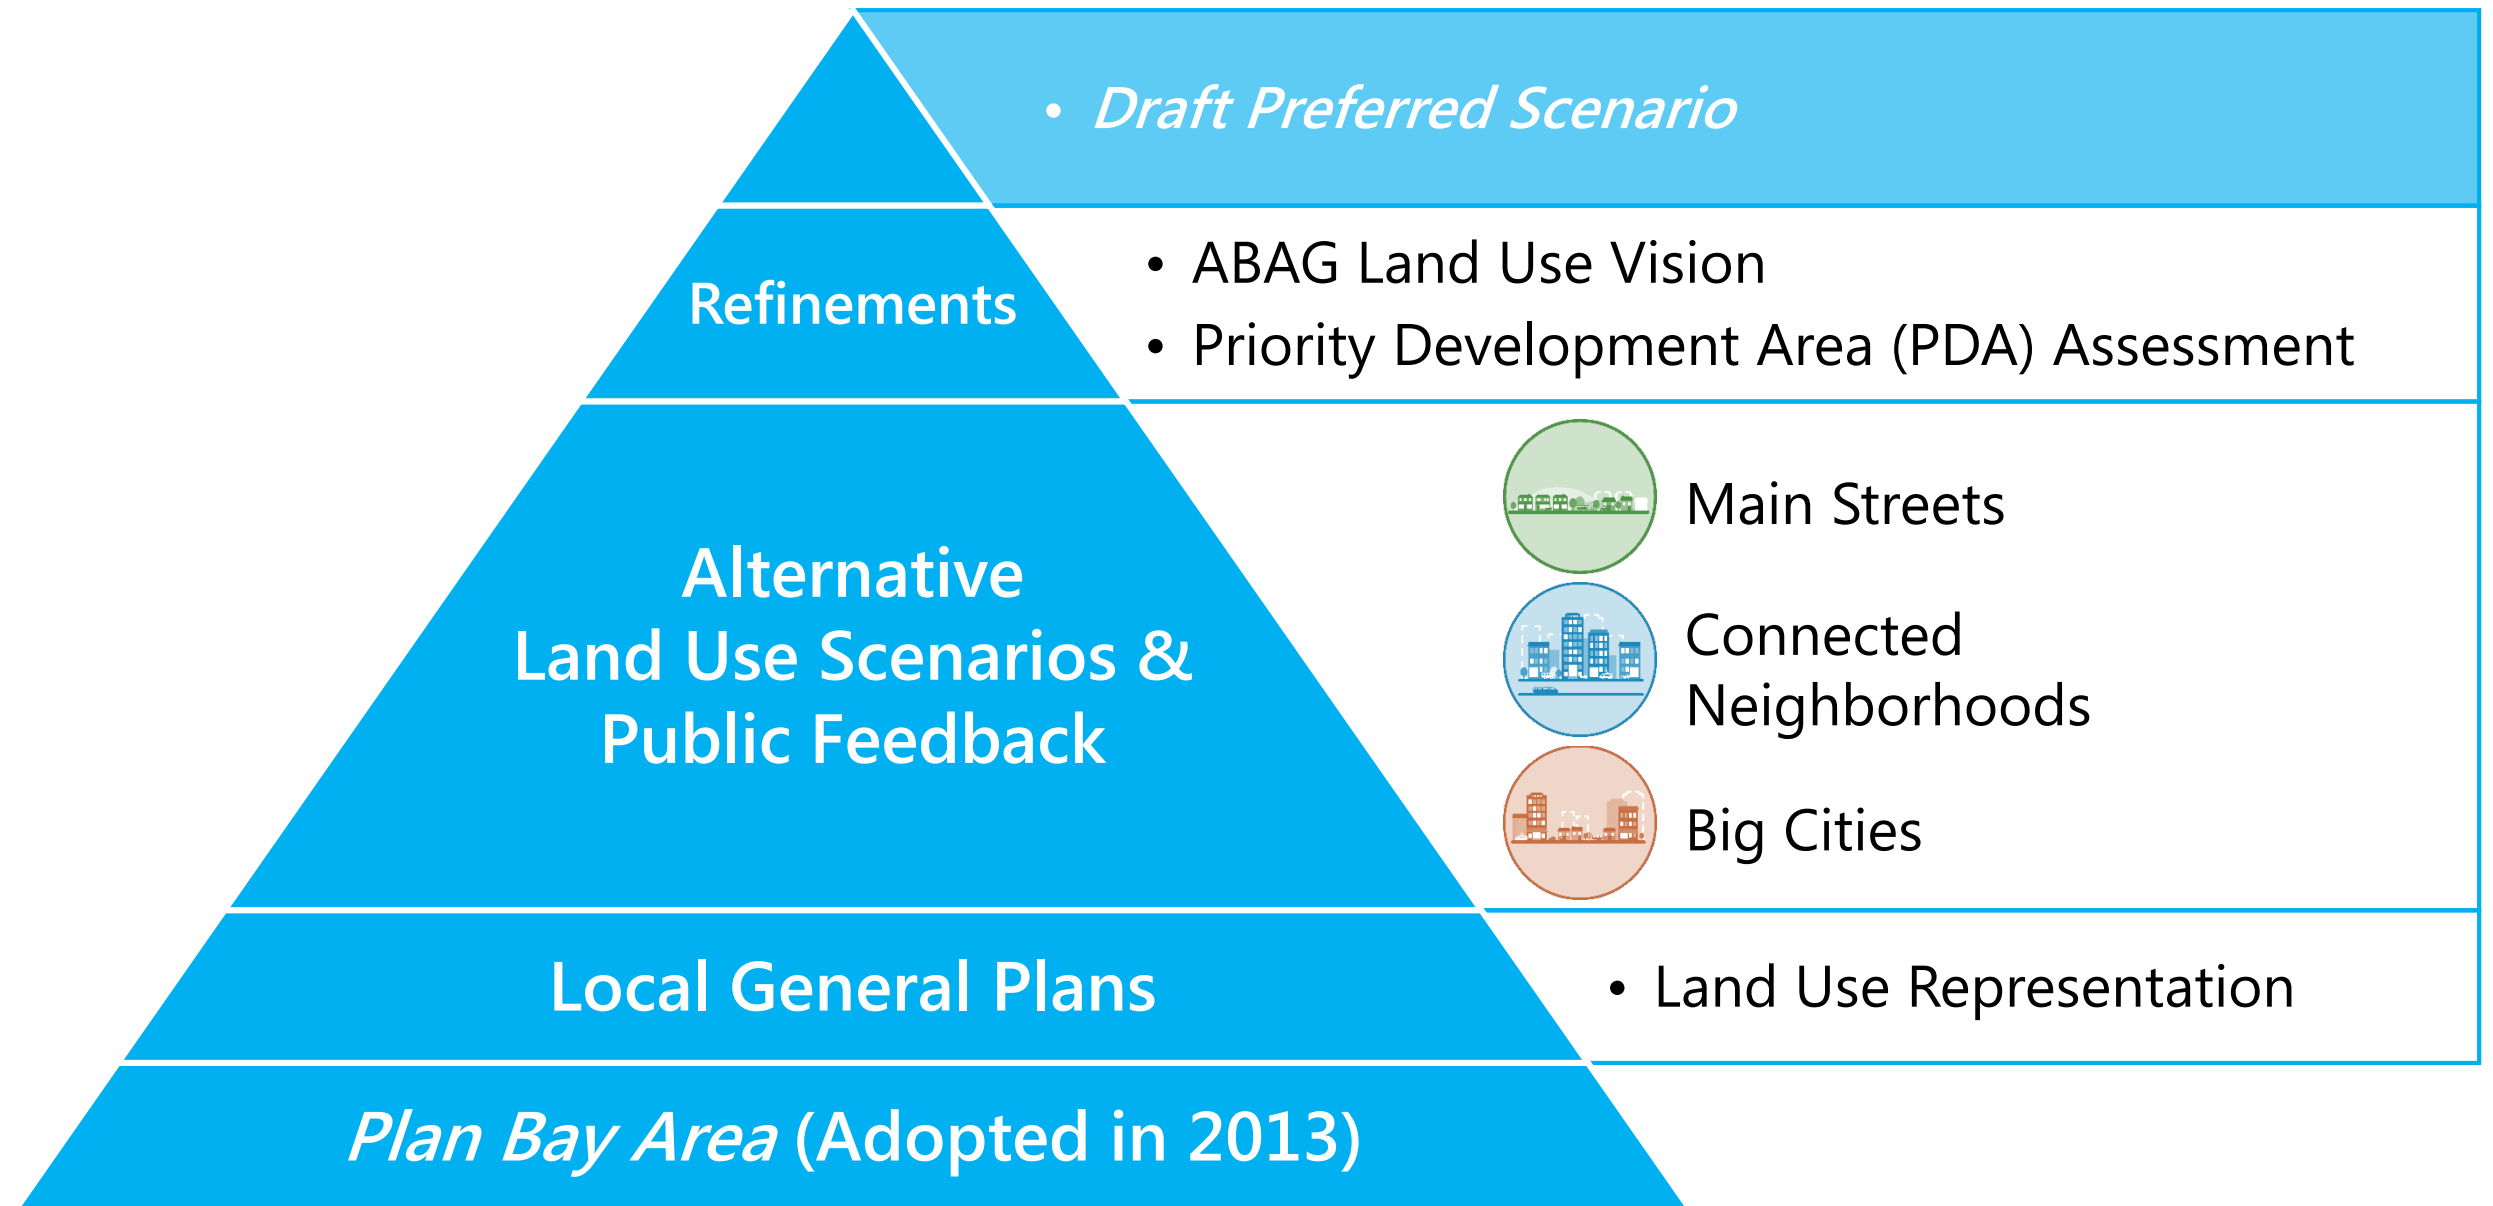 • Draft Preferred Scenario
Refinements
• ABAG Land Use Vision
• Priority Development Area (PDA) Assessment
Alternative
Land Use Scenarios &
Public Feedback
Main Streets
Connected
Neighborhoods
Big Cities
Local General Plans
• Land Use Representation
Plan Bay Area (Adopted in 2013)